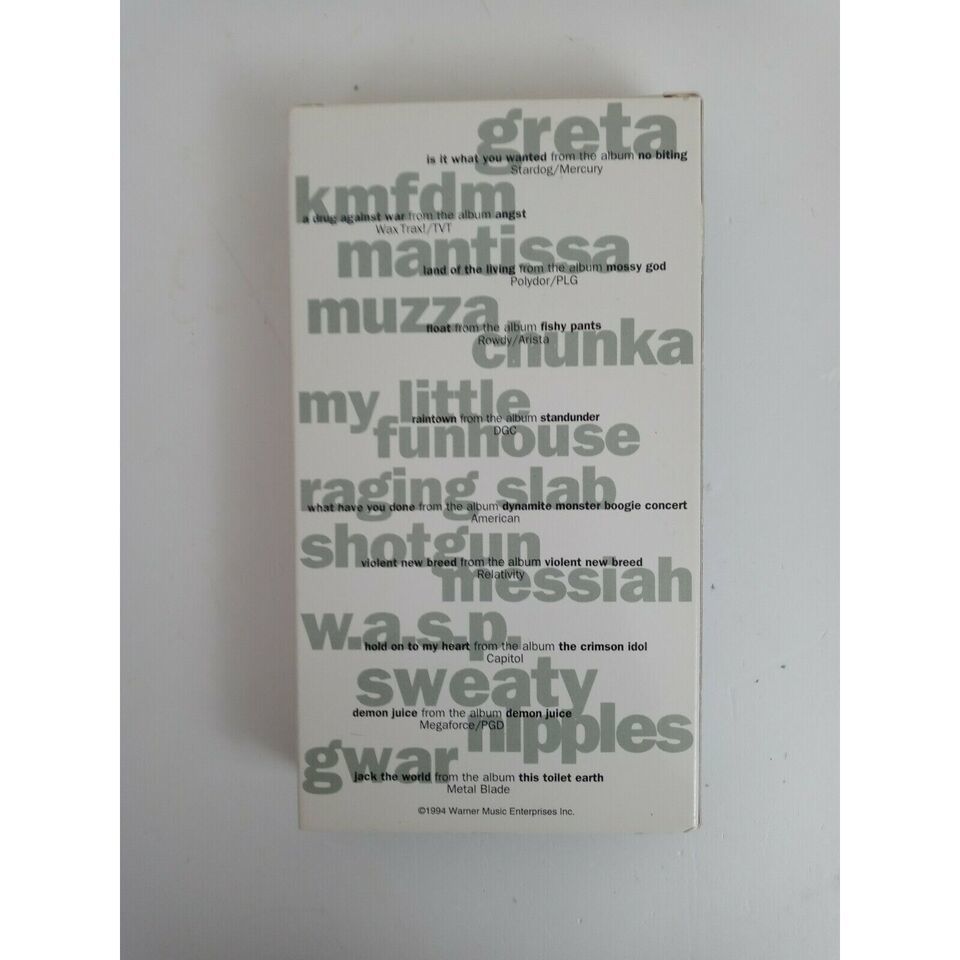 greta
is it what you wanted from the album no biting
Stardog/Mercury
kmfdm
a drug against war from the album angst
Wax Trax!/TVT
mantissa
land of the living from the album mossy god
Polydor/PLG
muzza
float from the album fishy pants
Rowdy/Arista
chunka
my little
raintown from the album standunder
DGC
funhouse
raging slab
what have you done from the album dynamite monster boogie concert
American
shotgun
violent new breed from the album violent new breed
Relativity
messiah
w.a.s.p.
hold on to my heart from the album the crimson idol
Capitol
sweaty
demon juice from the album demon juice
Megaforce/PGD
nipples
gwar
jack the world from the album this toilet earth
Metal Blade
©1994 Warner Music Enterprises Inc.